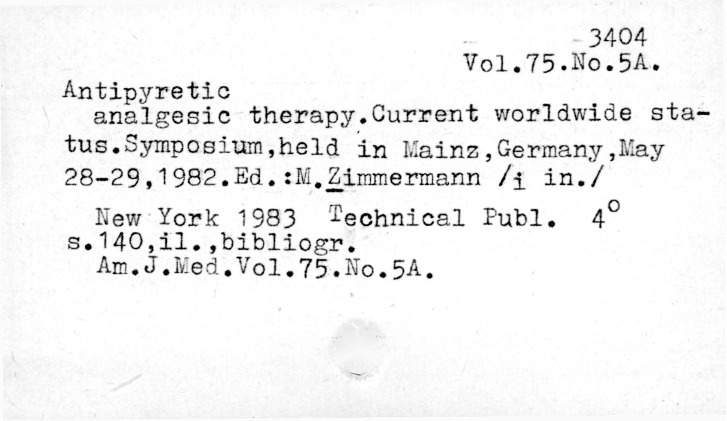 3404
Vol.75.No.5A.
Antipyretic
analgesic therapy.Current worldwide sta-
tus.Symposium,held in Mainz,Germany,May
28-29,1982.Ed.:M.Zimmermann /i in./
New York 1983 Technical Publ. 4°
s.140,il.,bibliogr.
Am.J.Med.Vol.75.No.5A.